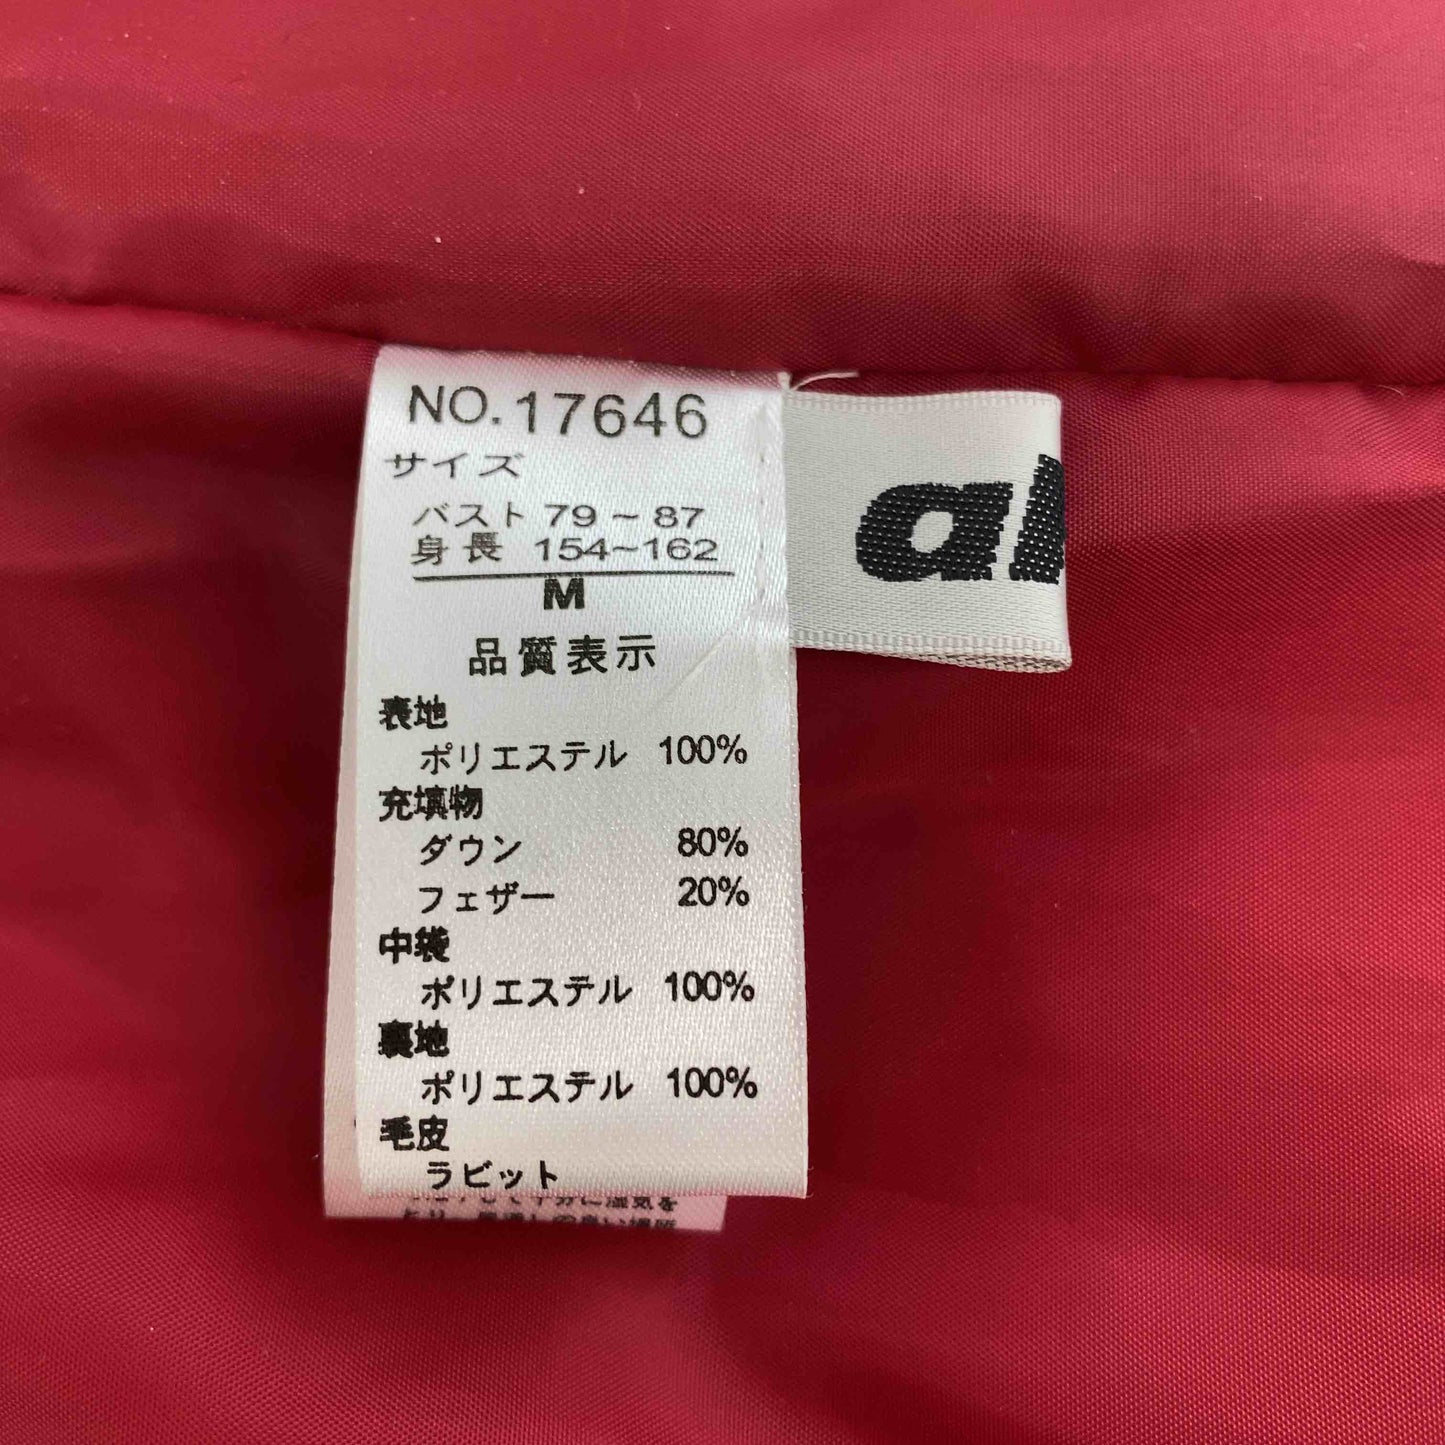 NO.17646
サイズ
バスト 79～87
身長 154～162
M
品質表示
表地
ポリエステル 100%
充填物
ダウン 80%
フェザー 20%
中袋
ポリエステル 100%
裏地
ポリエステル 100%
毛皮
ラビット